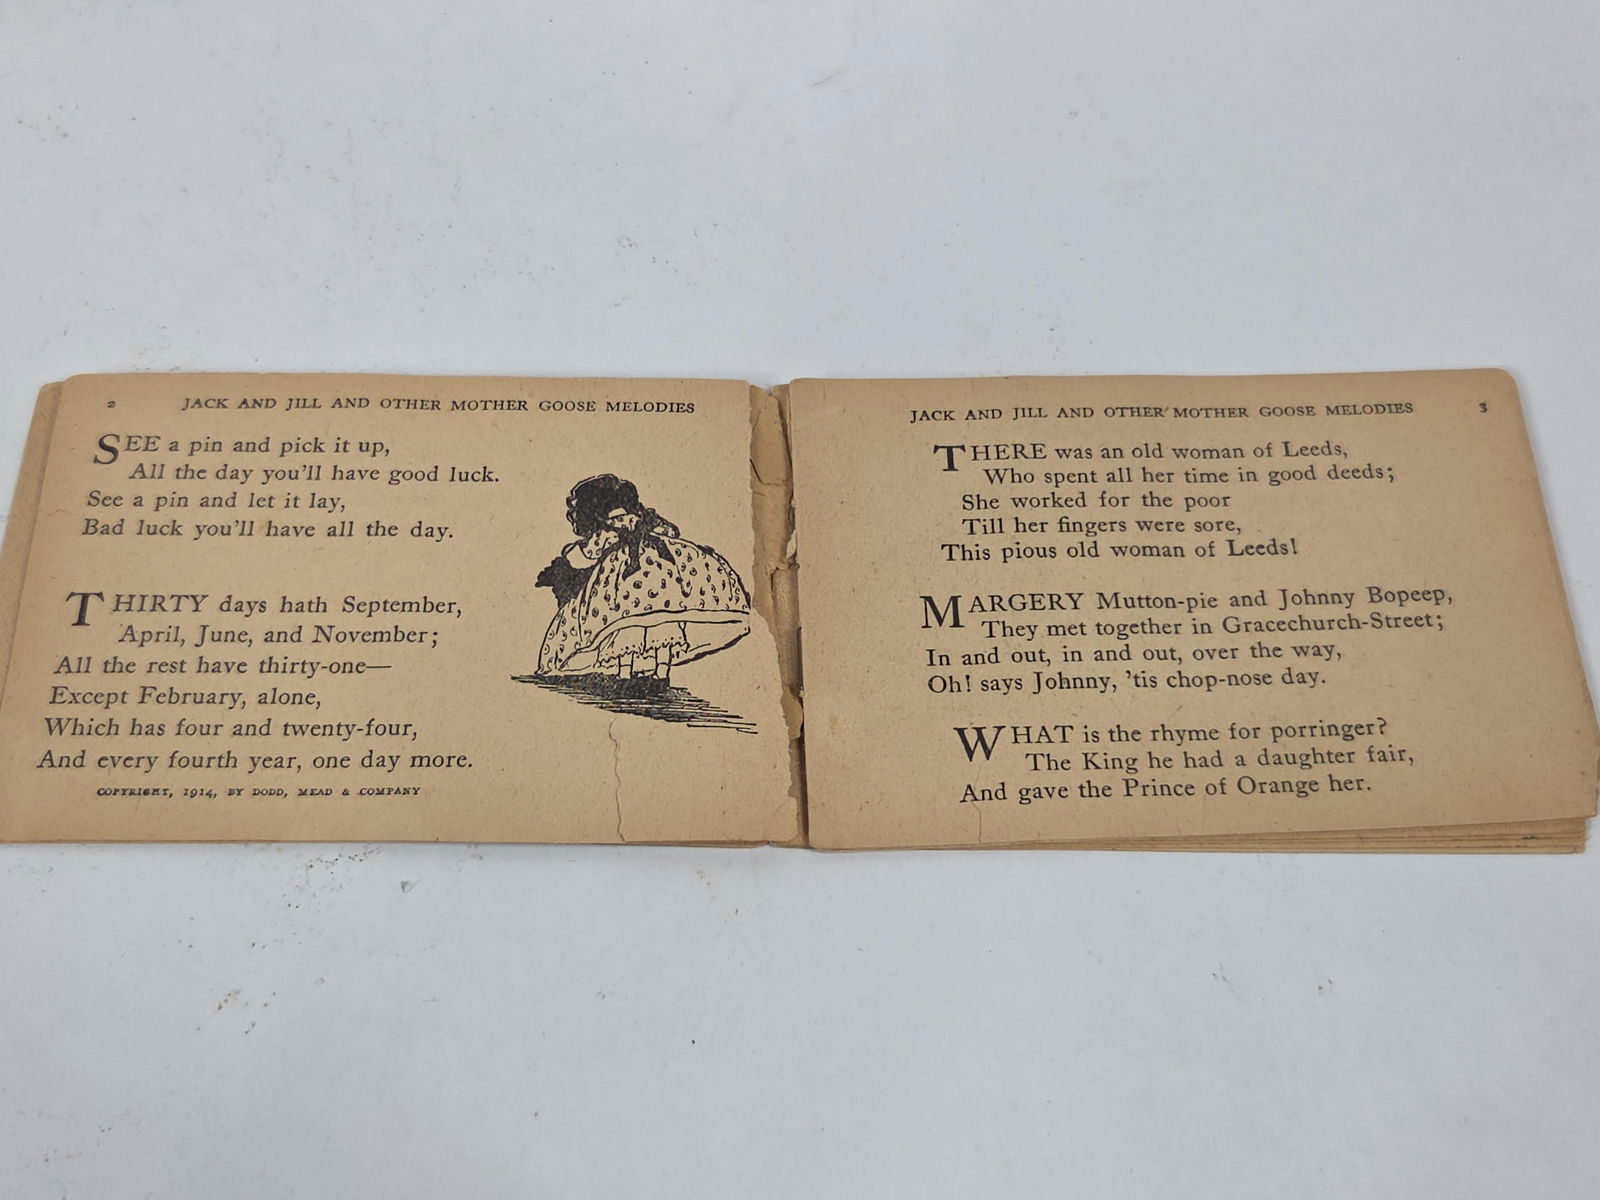 2 JACK AND JILL AND OTHER MOTHER GOOSE MELODIES
SEE a pin and pick it up,
All the day you'll have good luck.
See a pin and let it lay,
Bad luck you'll have all the day.
THIRTY days hath September,
April, June, and November;
All the rest have thirty-one—
Except February, alone,
Which has four and twenty-four,
And every fourth year, one day more.
COPYRIGHT, 1914, BY DODD, MEAD & COMPANY
JACK AND JILL AND OTHER MOTHER GOOSE MELODIES 3
THERE was an old woman of Leeds,
Who spent all her time in good deeds;
She worked for the poor
Till her fingers were sore,
This pious old woman of Leeds!
MARGERY Mutton-pie and Johnny Bopeep,
They met together in Gracechurch-Street;
In and out, in and out, over the way,
Oh! says Johnny, 'tis chop-nose day.
WHAT is the rhyme for porringer?
The King he had a daughter fair,
And gave the Prince of Orange her.